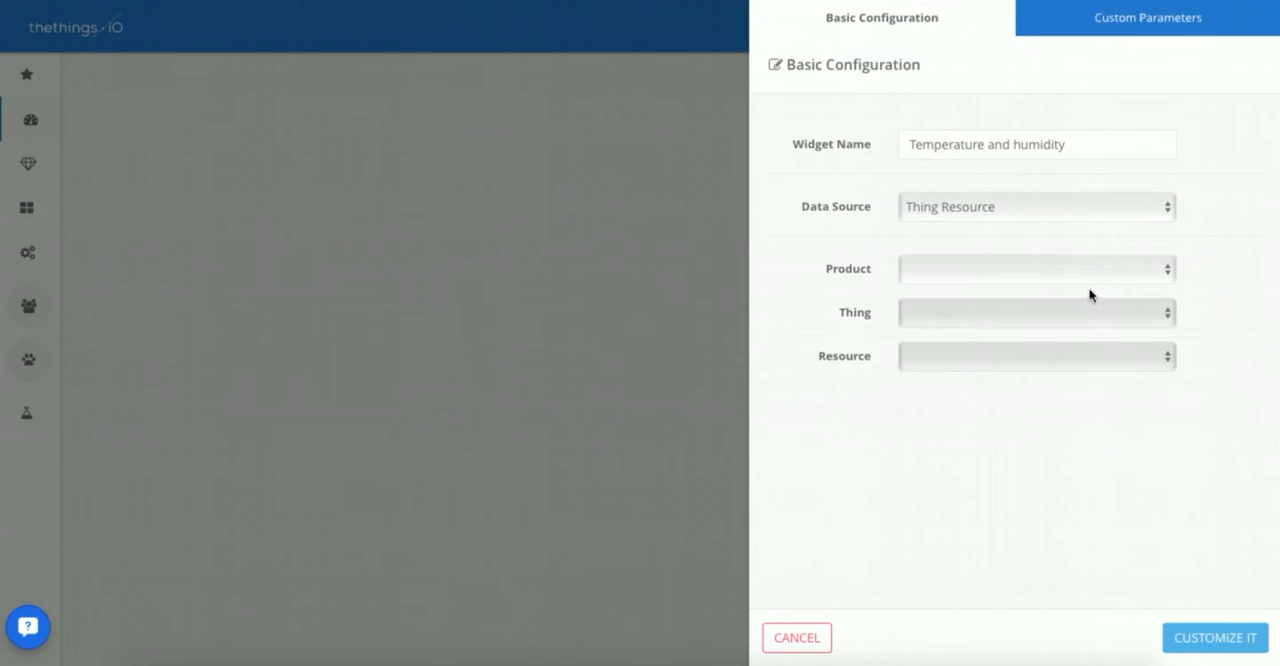 thethings.iO
Basic Configuration
Custom Parameters
Basic Configuration
Widget Name
Temperature and humidity
Data Source
Thing Resource
Product
Thing
Resource
?
CANCEL
CUSTOMIZE IT